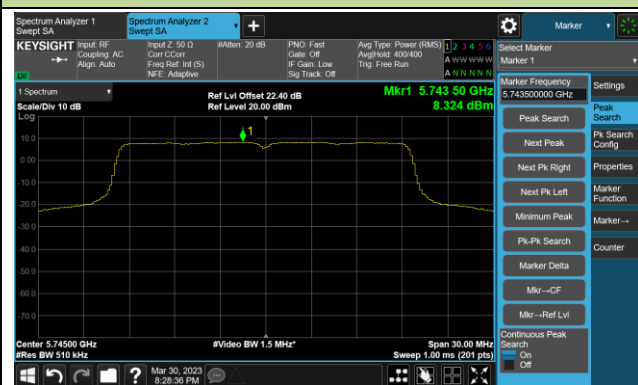 Spectrum Analyzer 1
Swept SA
Spectrum Analyzer 2
Swept SA
+
Marker
KEYSIGHT
Input: RF
Coupling: AC
Align: Auto
Input Z: 50 Ω
Corr CCorr
Freq Ref: Int (S)
NFE: Adaptive
#Atten: 20 dB
PNO: Fast
Gate: Off
IF Gain: Low
Sig Track: Off
Avg Type: Power (RMS)
Avg|Hold: 400/400
Trig: Free Run
1 2 3 4 5 6
A W W W W W
A N N N N N
Select Marker
Marker 1
1 Spectrum
Scale/Div 10 dB
Log
Ref Lvl Offset 22.40 dB
Ref Level 20.00 dBm
Mkr1 5.743 50 GHz
8.324 dBm
1
10.0
0.00
-10.0
-20.0
-30.0
-40.0
-50.0
-60.0
-70.0
Center 5.74500 GHz
#Res BW 510 kHz
#Video BW 1.5 MHz*
Span 30.00 MHz
Sweep 1.00 ms (201 pts)
Marker Frequency
5.743500000 GHz
Peak Search
Next Peak
Next Pk Right
Next Pk Left
Minimum Peak
Pk-Pk Search
Marker Delta
Mkr→CF
Mkr→Ref Lvl
Continuous Peak
Search
On
Off
Settings
Peak
Search
Pk Search
Config
Properties
Marker
Function
Marker→
Counter
?
Mar 30, 2023
8:28:36 PM